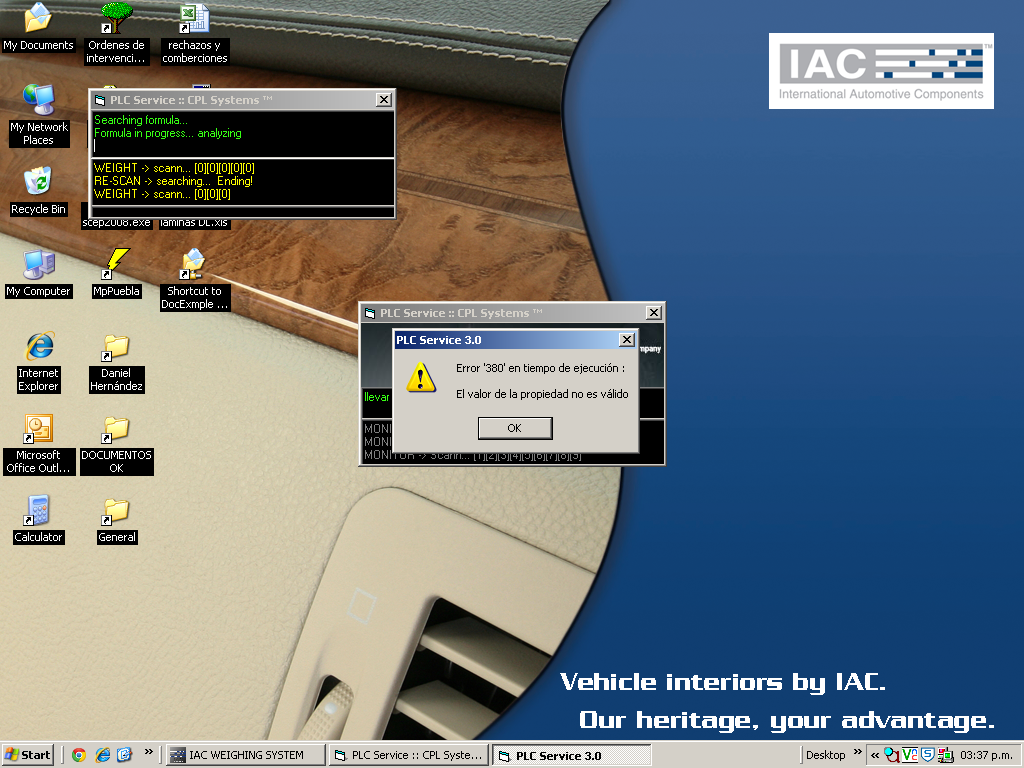 My Documents
Ordenes de
intervenci...
rechazos y
comberciones
IAC
TM
International Automotive Components
My Network
Places
PLC Service :: CPL Systems ™
Searching formula...
Formula in progress... analyzing
WEIGHT -> scann... [0][0][0][0][0]
RE-SCAN -> searching... Ending!
WEIGHT -> scann... [0][0][0]
Recycle Bin
scep2008.exe
laminas DL.xls
My Computer
MpPuebla
Shortcut to
DocExmple ...
PLC Service :: CPL Systems ™
PLC Service 3.0
mpany
Error '380' en tiempo de ejecución :
El valor de la propiedad no es válido
OK
llevar
MONI
MONI
MONITOR -> Scann... [1][2][3][4][5][6][7][8][9]
Internet
Explorer
Daniel
Hernández
Microsoft
Office Outl...
DOCUMENTOS
OK
Calculator
General
Vehicle interiors by IAC.
Our heritage, your advantage.
Start
IAC WEIGHING SYSTEM
PLC Service :: CPL Syste...
PLC Service 3.0
Desktop
03:37 p.m.